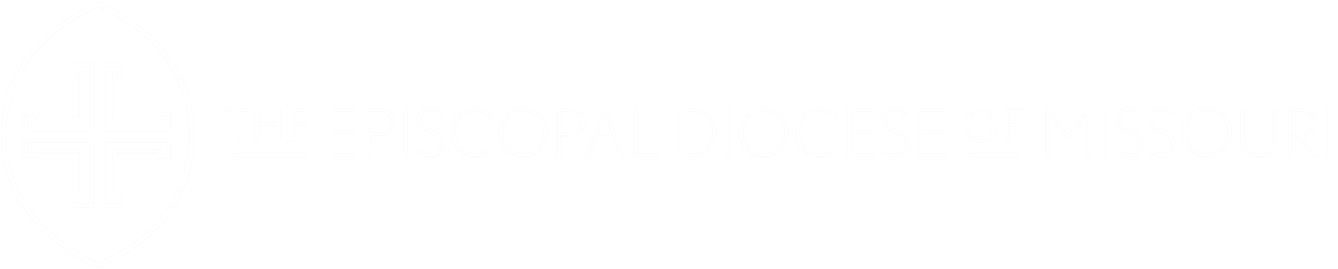 THE EPISCOPAL DIOCESE OF MISSOURI